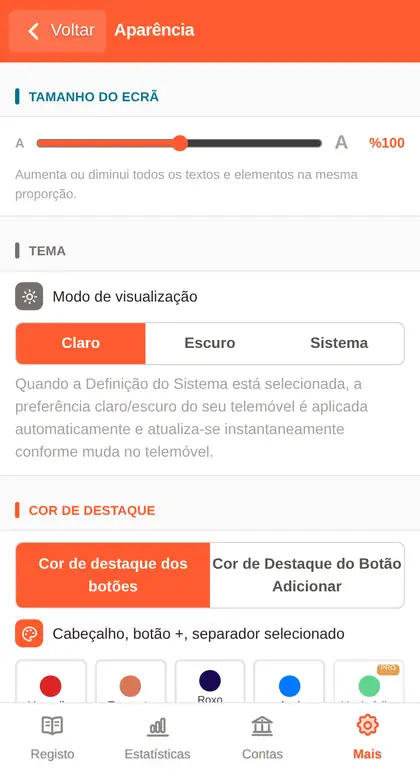 Voltar Aparência
TAMANHO DO ECRÃ
A A %100
Aumenta ou diminui todos os textos e elementos na mesma
proporção.
TEMA
Modo de visualização
Claro Escuro Sistema
Quando a Definição do Sistema está selecionada, a
preferência claro/escuro do seu telemóvel é aplicada
automaticamente e atualiza-se instantaneamente
conforme muda no telemóvel.
COR DE DESTAQUE
Cor de destaque dos
botões
Cor de Destaque do Botão
Adicionar
Cabeçalho, botão +, separador selecionado
PRO
Roxo
Registo Estatísticas Contas Mais